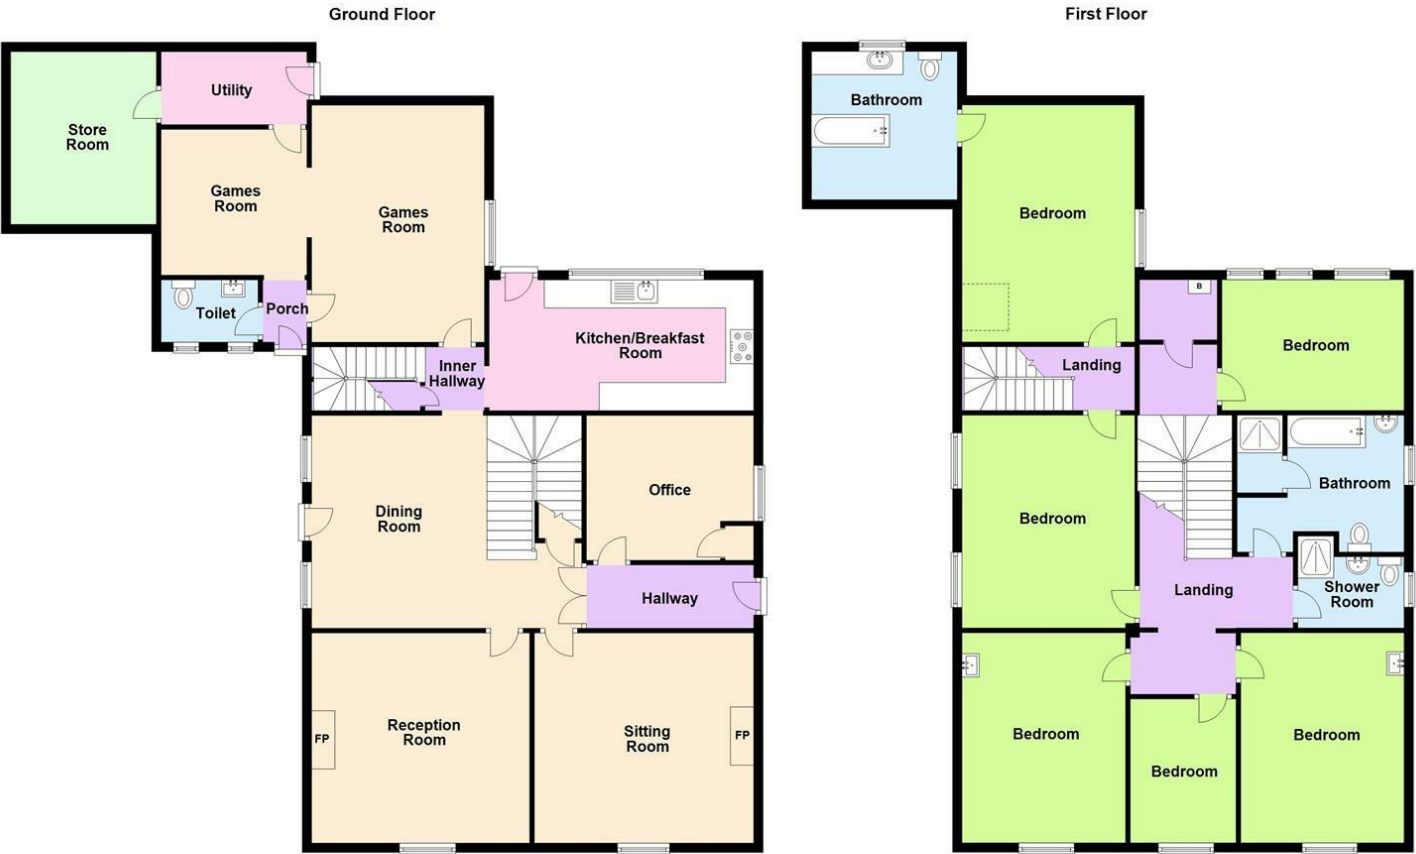 Ground Floor
First Floor
Utility
Store
Room
Games
Room
Games
Room
Toilet
Porch
Kitchen/Breakfast
Room
Inner
Hallway
Dining
Room
Office
Hallway
Reception
Room
Sitting
Room
FP
FP
Bathroom
Bedroom
B
Bedroom
Landing
Bedroom
Bathroom
Landing
Shower
Room
Bedroom
Bedroom
Bedroom